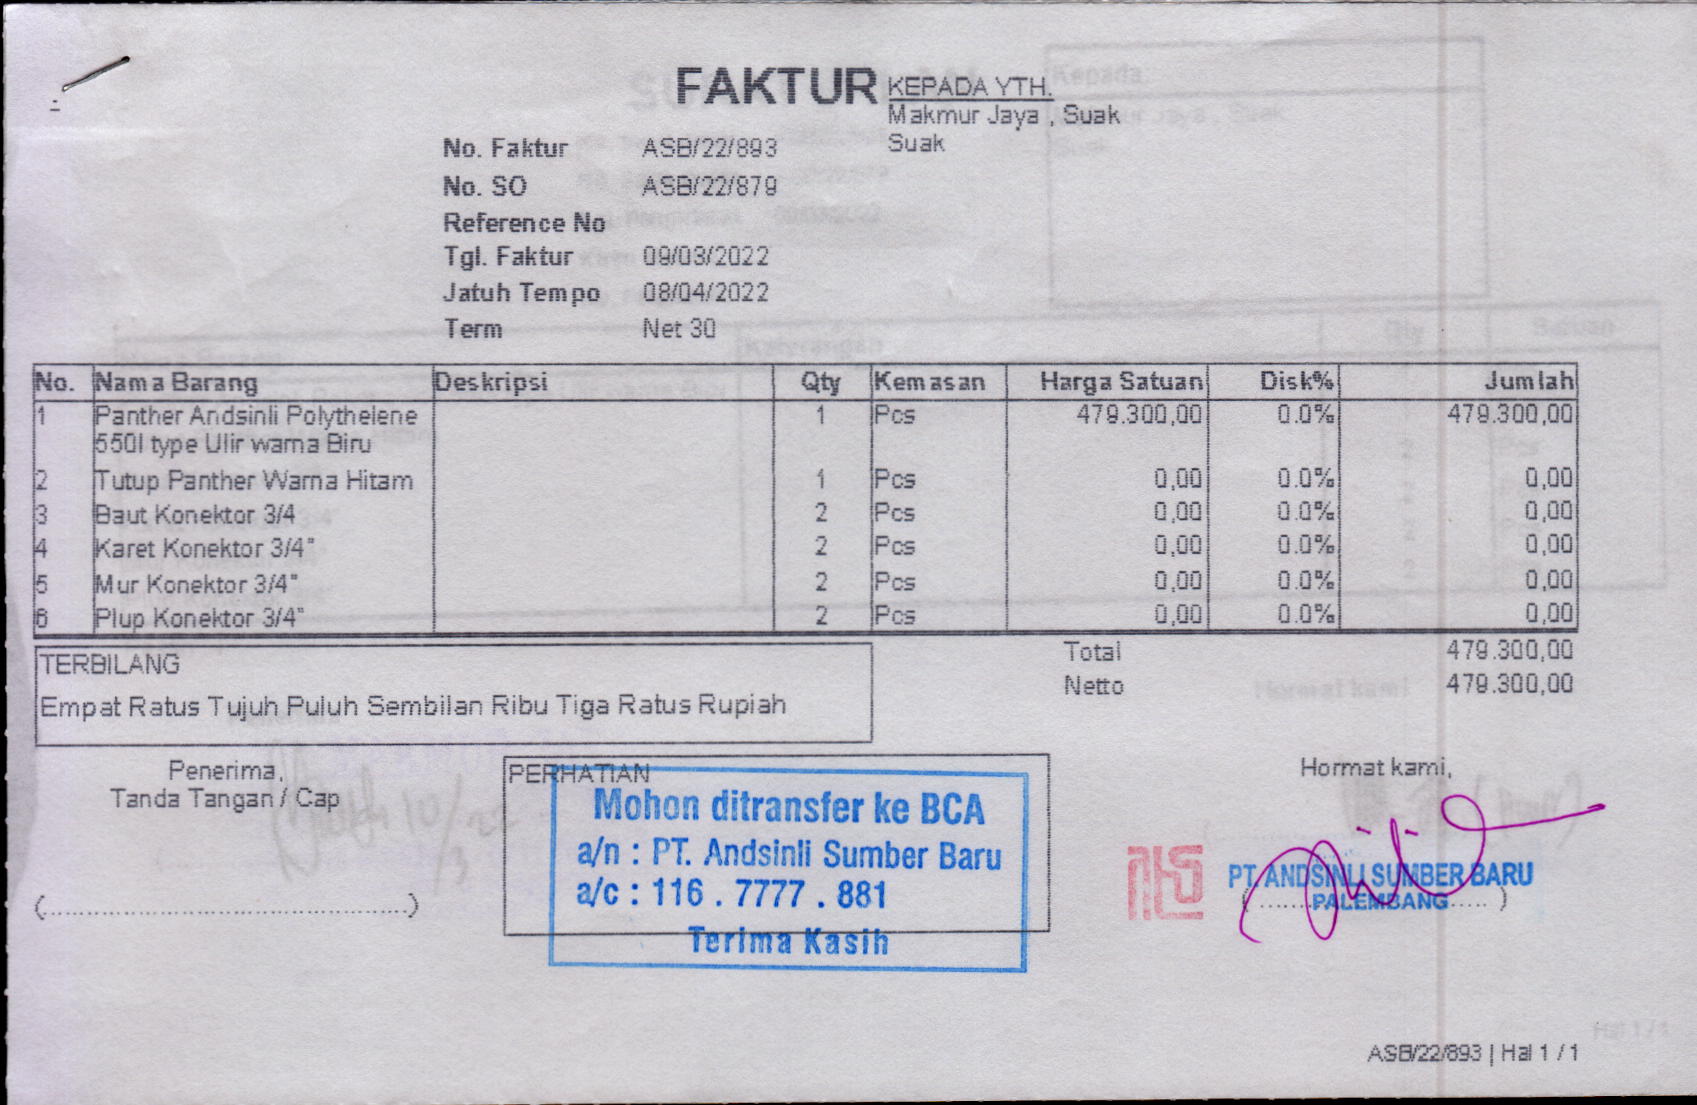 FAKTUR
KEPADA YTH.
Makmur Jaya , Suak
Suak
No. Faktur ASB/22/893
No. SO ASB/22/879
Reference No
Tgl. Faktur 09/03/2022
Jatuh Tempo 08/04/2022
Term Net 30
No. Nama Barang Deskripsi Qty Kemasan Harga Satuan Disk% Jumlah
1 Panther Andsinli Polythelene 1 Pcs 479.300,00 0.0% 479.300,00
550l type Ulir warna Biru
2 Tutup Panther Warna Hitam 1 Pcs 0,00 0.0% 0,00
3 Baut Konektor 3/4 2 Pcs 0,00 0.0% 0,00
4 Karet Konektor 3/4" 2 Pcs 0,00 0.0% 0,00
5 Mur Konektor 3/4" 2 Pcs 0,00 0.0% 0,00
6 Plup Konektor 3/4" 2 Pcs 0,00 0.0% 0,00
Total 479.300,00
Netto 479.300,00
TERBILANG
Empat Ratus Tujuh Puluh Sembilan Ribu Tiga Ratus Rupiah
Penerima,
Tanda Tangan / Cap
PERHATIAN
Mohon ditransfer ke BCA
a/n : PT. Andsinli Sumber Baru
a/c : 116 . 7777 . 881
Terima Kasih
Hormat kami,
PT. ANDSINLI SUMBER BARU
PALEMBANG
ASB/22/893 | Hal 1 / 1